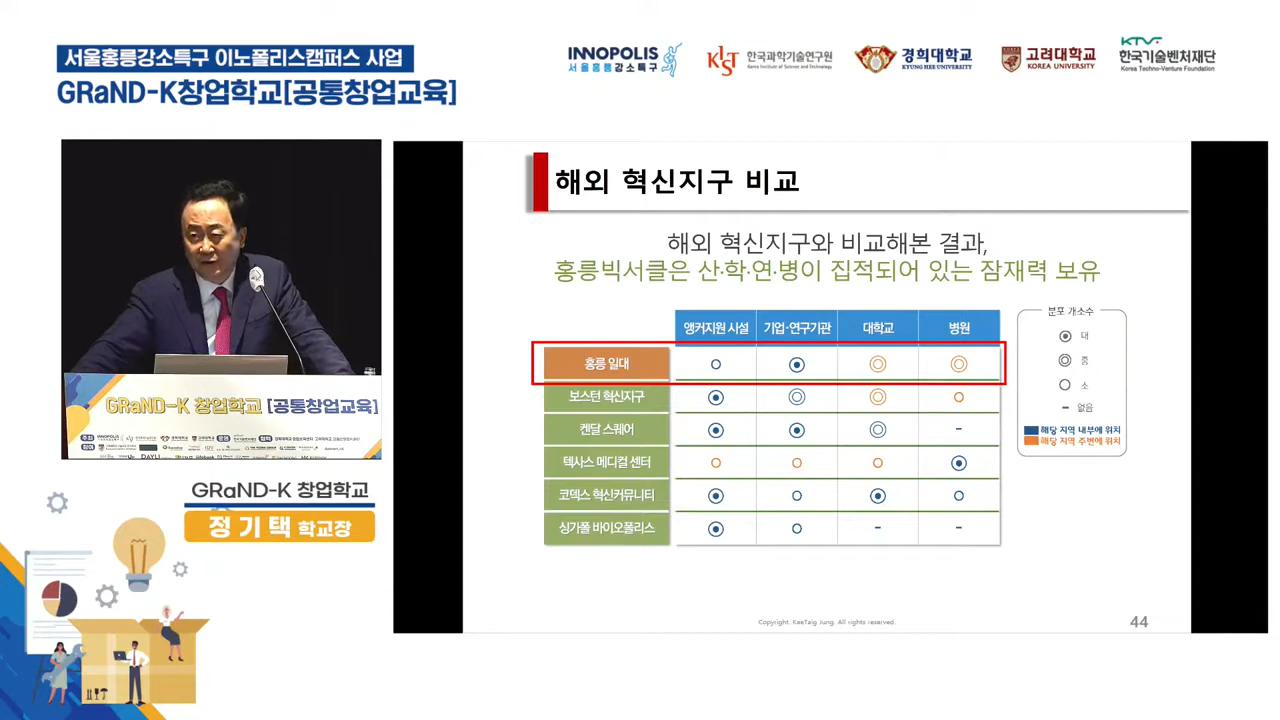 서울홍릉강소특구 이노폴리스캠퍼스 사업
GRaND-K창업학교[공통창업교육]
INNOPOLIS
서울홍릉강소특구
KIST
한국과학기술연구원
Korea Institute of Science and Technology
경희대학교
KYUNG HEE UNIVERSITY
고려대학교
KOREA UNIVERSITY
KTVF
한국기술벤처재단
Korea Techno-Venture Foundation
해외 혁신지구 비교
해외 혁신지구와 비교해본 결과,
홍릉빅서클은 산·학·연·병이 집적되어 있는 잠재력 보유
앵커지원 시설 기업·연구기관 대학교 병원
홍릉 일대 ○ ◉ ◎ ◎
보스턴 혁신지구 ◉ ◎ ◎ ○
켄달 스퀘어 ◉ ◉ ◎ -
텍사스 메디컬 센터 ○ ○ ○ ◉
코덱스 혁신커뮤니티 ◉ ○ ◉ ○
싱가폴 바이오폴리스 ◉ ○ - -
분포 개소수
◉ 대
◎ 중
○ 소
- 없음
해당 지역 내부에 위치
해당 지역 주변에 위치
Copyright. KeeTaig Jung. All rights reserved.
44
GRaND-K 창업학교 [공통창업교육]
GRaND-K 창업학교
정기택 학교장